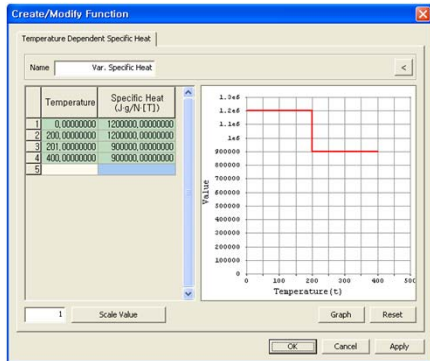 Create/Modify Function
Temperature Dependent Specific Heat
Name Var. Specific Heat <
Temperature Specific Heat
(J·g/N·[T])
1 0,00000000 1200000,00000000
2 200,00000000 1200000,00000000
3 201,00000000 900000,00000000
4 400,00000000 900000,00000000
5
1.3e6
1.2e6
1.1e6
1e6
900000
800000
700000
600000
500000
400000
300000
200000
100000
0
Value
0 100 200 300 400 500
Temperature(t)
1 Scale Value Graph Reset
OK Cancel Apply